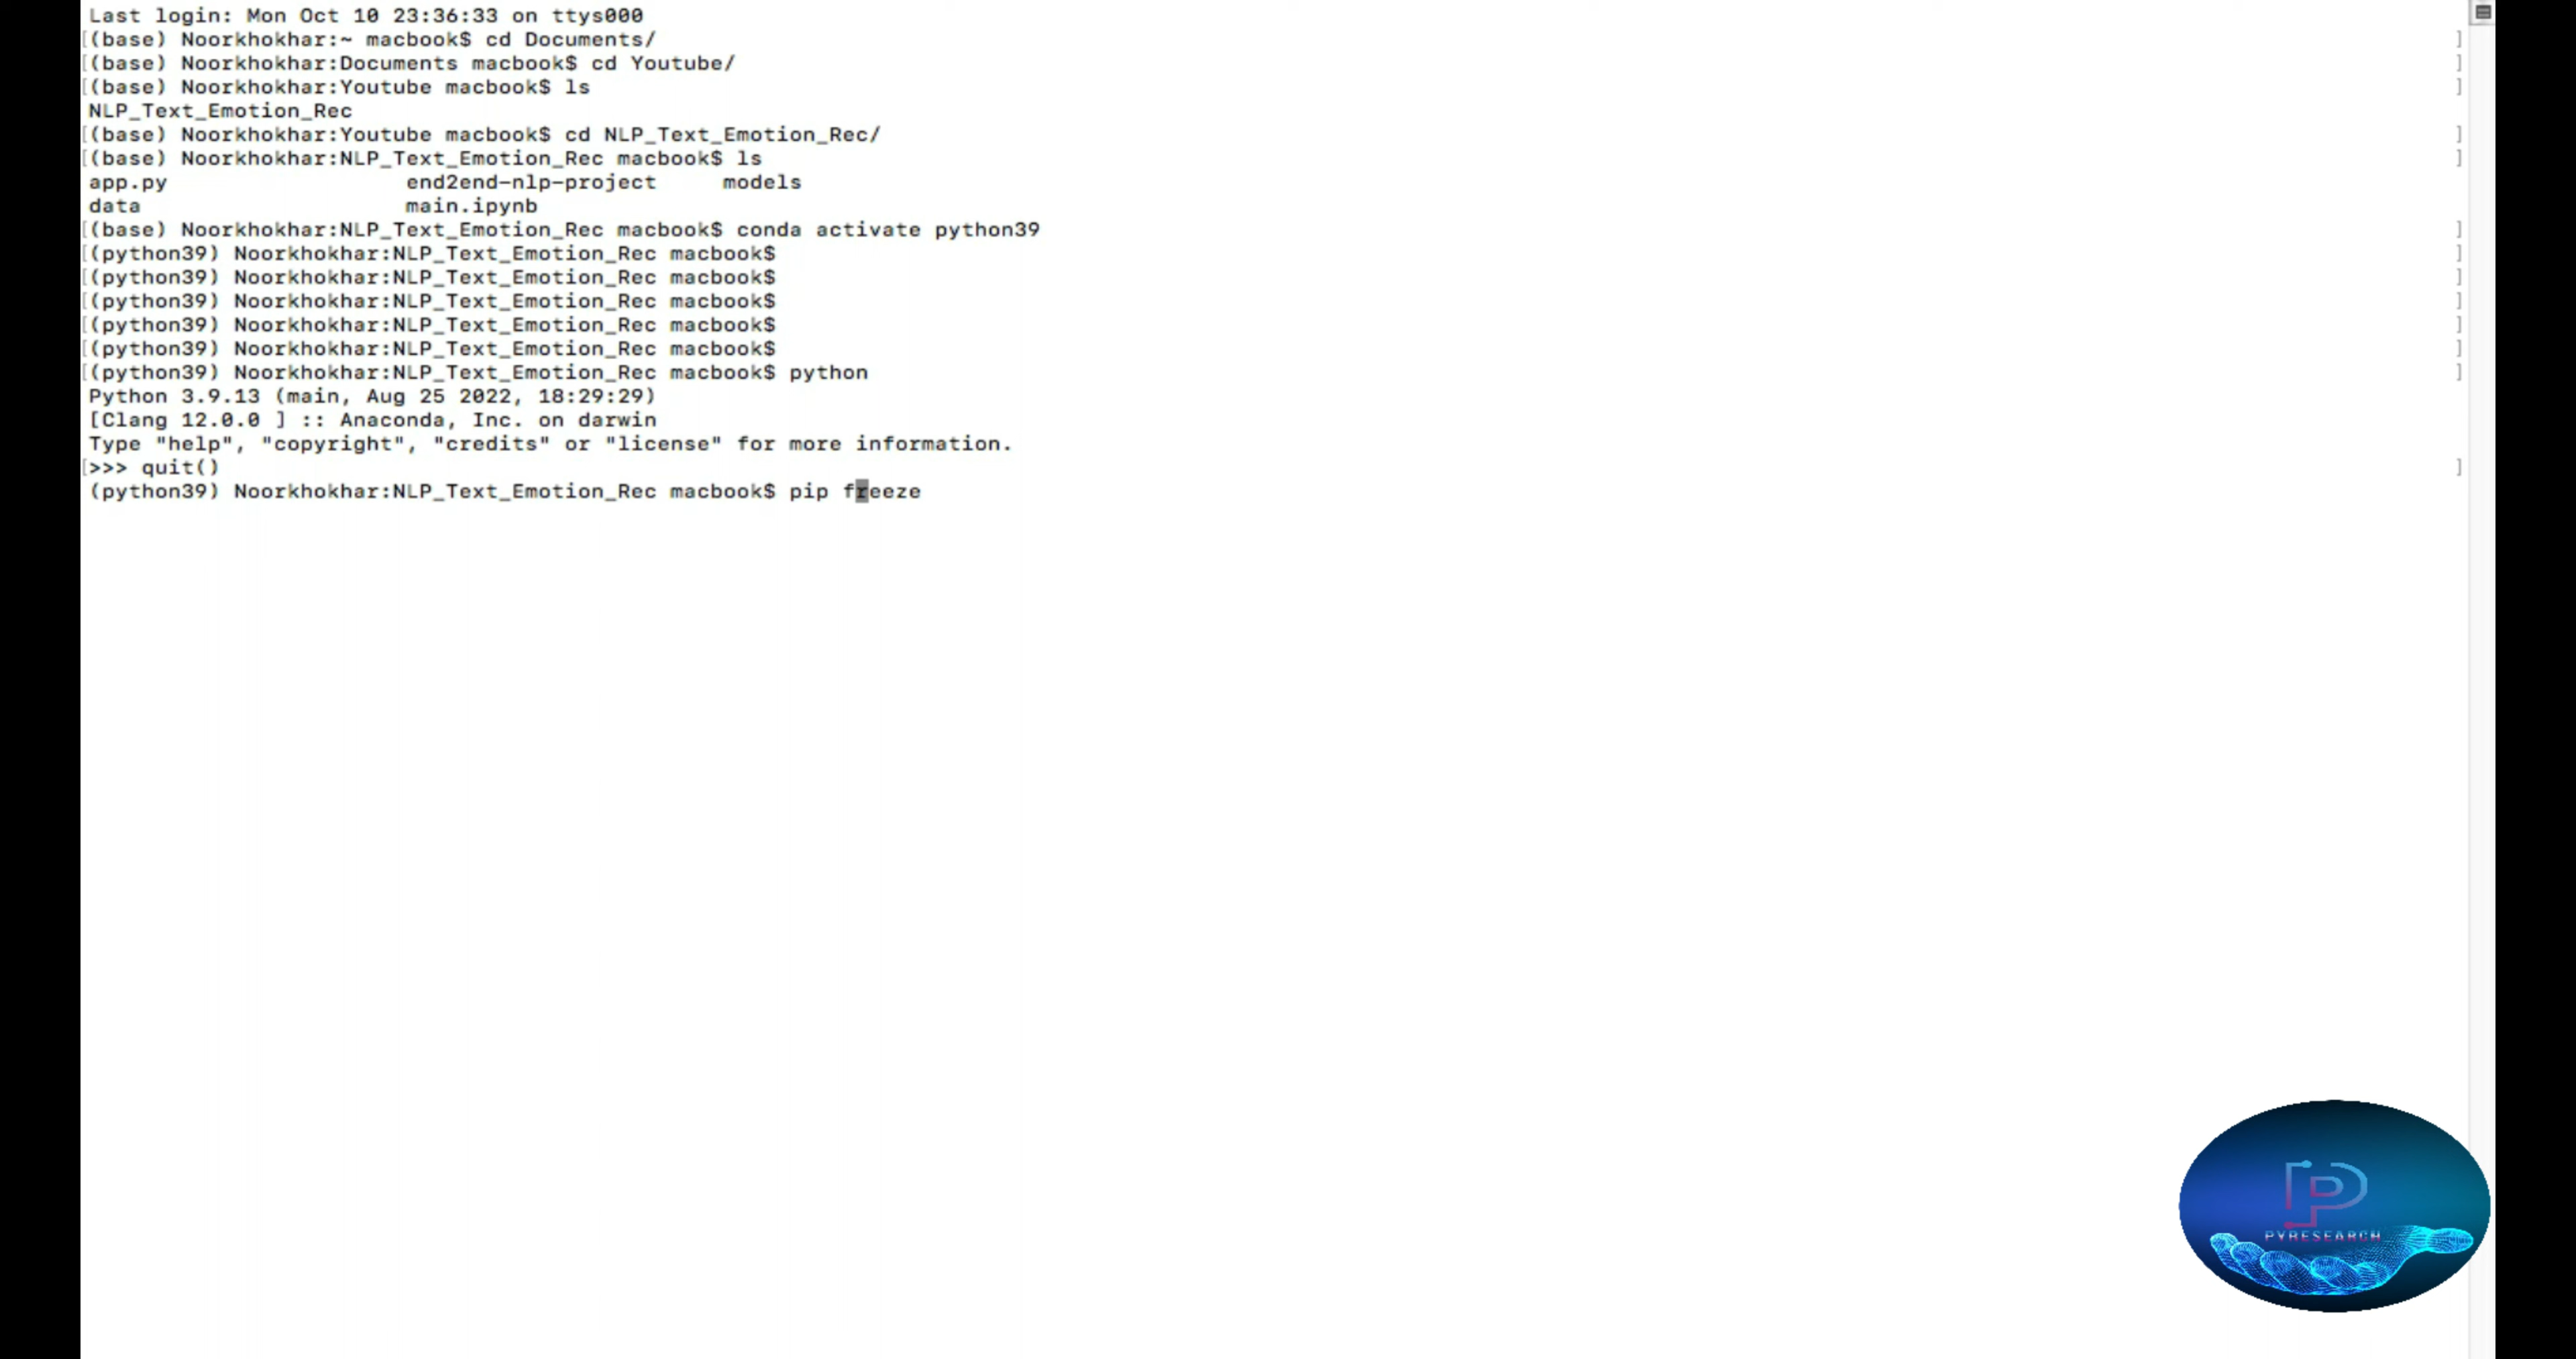 Last login: Mon Oct 10 23:36:33 on ttys000
[(base) Noorkhokhar:~ macbook$ cd Documents/ ]
[(base) Noorkhokhar:Documents macbook$ cd Youtube/ ]
[(base) Noorkhokhar:Youtube macbook$ ls ]
NLP_Text_Emotion_Rec
[(base) Noorkhokhar:Youtube macbook$ cd NLP_Text_Emotion_Rec/ ]
[(base) Noorkhokhar:NLP_Text_Emotion_Rec macbook$ ls ]
app.py end2end-nlp-project models
data main.ipynb
[(base) Noorkhokhar:NLP_Text_Emotion_Rec macbook$ conda activate python39 ]
[(python39) Noorkhokhar:NLP_Text_Emotion_Rec macbook$ ]
[(python39) Noorkhokhar:NLP_Text_Emotion_Rec macbook$ ]
[(python39) Noorkhokhar:NLP_Text_Emotion_Rec macbook$ ]
[(python39) Noorkhokhar:NLP_Text_Emotion_Rec macbook$ ]
[(python39) Noorkhokhar:NLP_Text_Emotion_Rec macbook$ ]
[(python39) Noorkhokhar:NLP_Text_Emotion_Rec macbook$ python ]
Python 3.9.13 (main, Aug 25 2022, 18:29:29)
[Clang 12.0.0 ] :: Anaconda, Inc. on darwin
Type "help", "copyright", "credits" or "license" for more information.
[>>> quit() ]
(python39) Noorkhokhar:NLP_Text_Emotion_Rec macbook$ pip freeze
PYRESEARCH